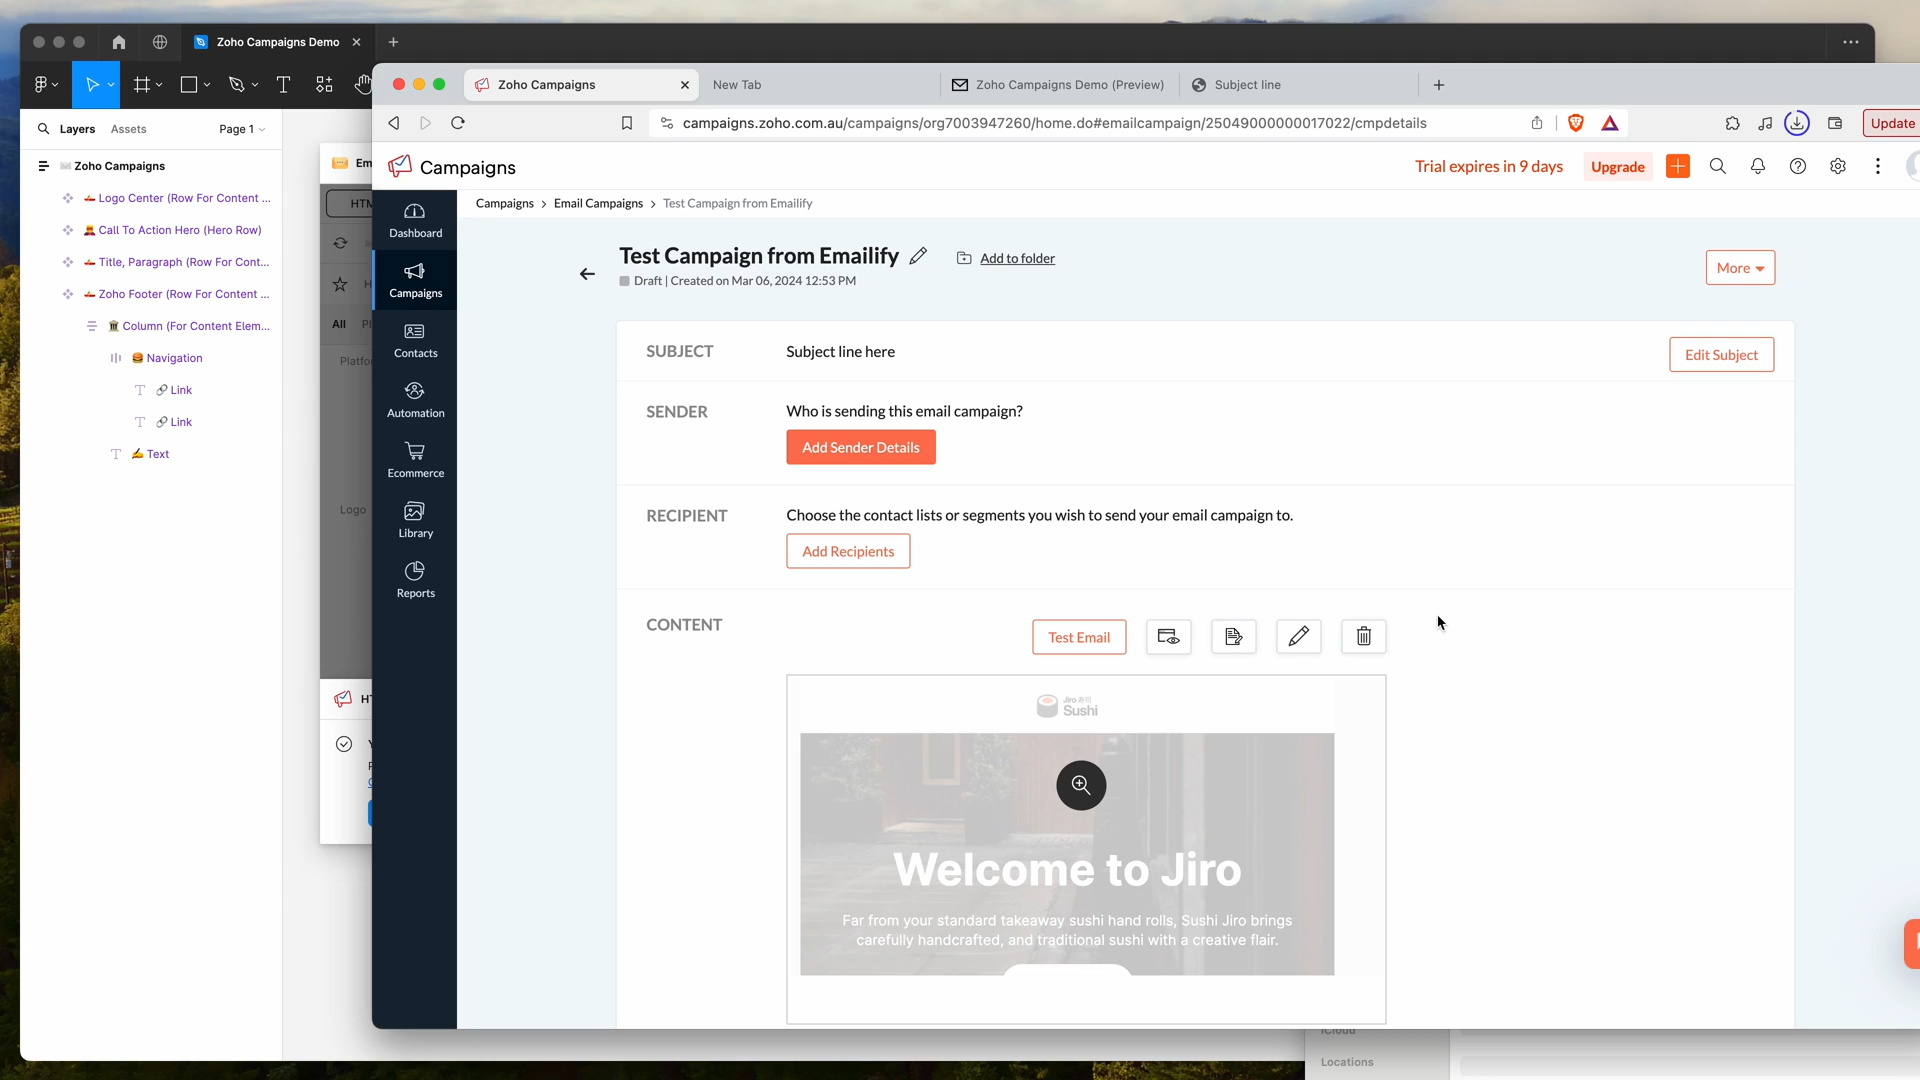 Zoho Campaigns Demo
Layers
Assets
Page 1
Zoho Campaigns
Logo Center (Row For Content ...
Call To Action Hero (Hero Row)
Title, Paragraph (Row For Cont...
Zoho Footer (Row For Content ...
Column (For Content Elem...
Navigation
Link
Link
Text
All
Logo
Zoho Campaigns
New Tab
Zoho Campaigns Demo (Preview)
Subject line
campaigns.zoho.com.au/campaigns/org7003947260/home.do#emailcampaign/25049000000017022/cmpdetails
Update
Campaigns
Trial expires in 9 days
Upgrade
Dashboard
Campaigns
Contacts
Automation
Ecommerce
Library
Reports
Campaigns > Email Campaigns > Test Campaign from Emailify
Test Campaign from Emailify
Add to folder
Draft | Created on Mar 06, 2024 12:53 PM
More
SUBJECT
Subject line here
Edit Subject
SENDER
Who is sending this email campaign?
Add Sender Details
RECIPIENT
Choose the contact lists or segments you wish to send your email campaign to.
Add Recipients
CONTENT
Test Email
Jiro 寿司
Sushi
Welcome to Jiro
Far from your standard takeaway sushi hand rolls, Sushi Jiro brings
carefully handcrafted, and traditional sushi with a creative flair.
iCloud
Locations